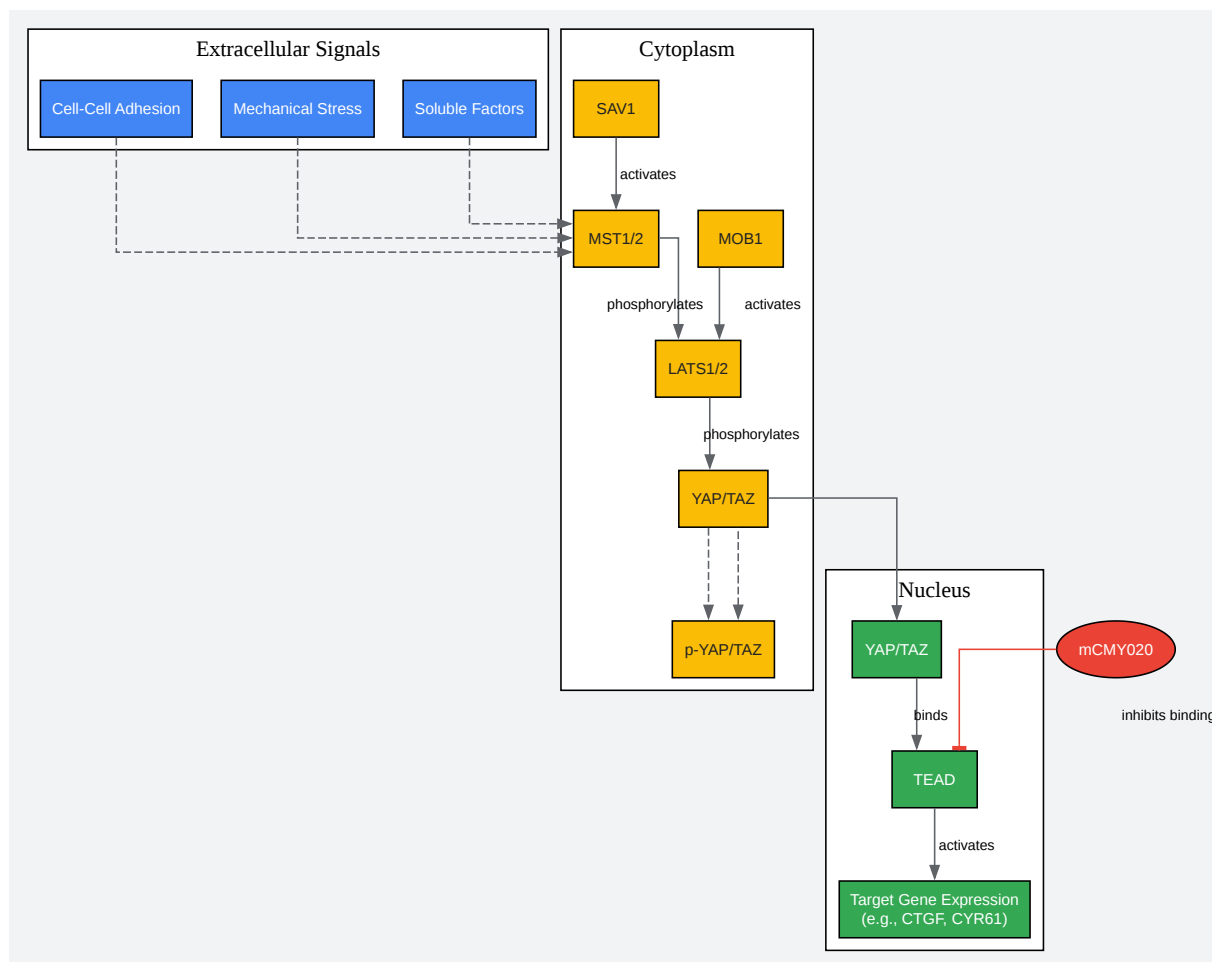 Extracellular Signals
Cell-Cell Adhesion
Mechanical Stress
Soluble Factors
Cytoplasm
SAV1
activates
MST1/2
MOB1
phosphorylates
activates
LATS1/2
phosphorylates
YAP/TAZ
p-YAP/TAZ
Nucleus
YAP/TAZ
mCMY020
binds
inhibits binding
TEAD
activates
Target Gene Expression
(e.g., CTGF, CYR61)